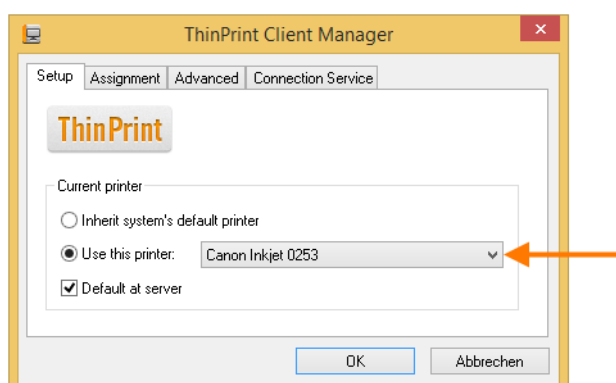 ThinPrint Client Manager
Setup Assignment Advanced Connection Service
ThinPrint
Current printer
Inherit system's default printer
Use this printer: Canon Inkjet 0253
Default at server
OK Abbrechen